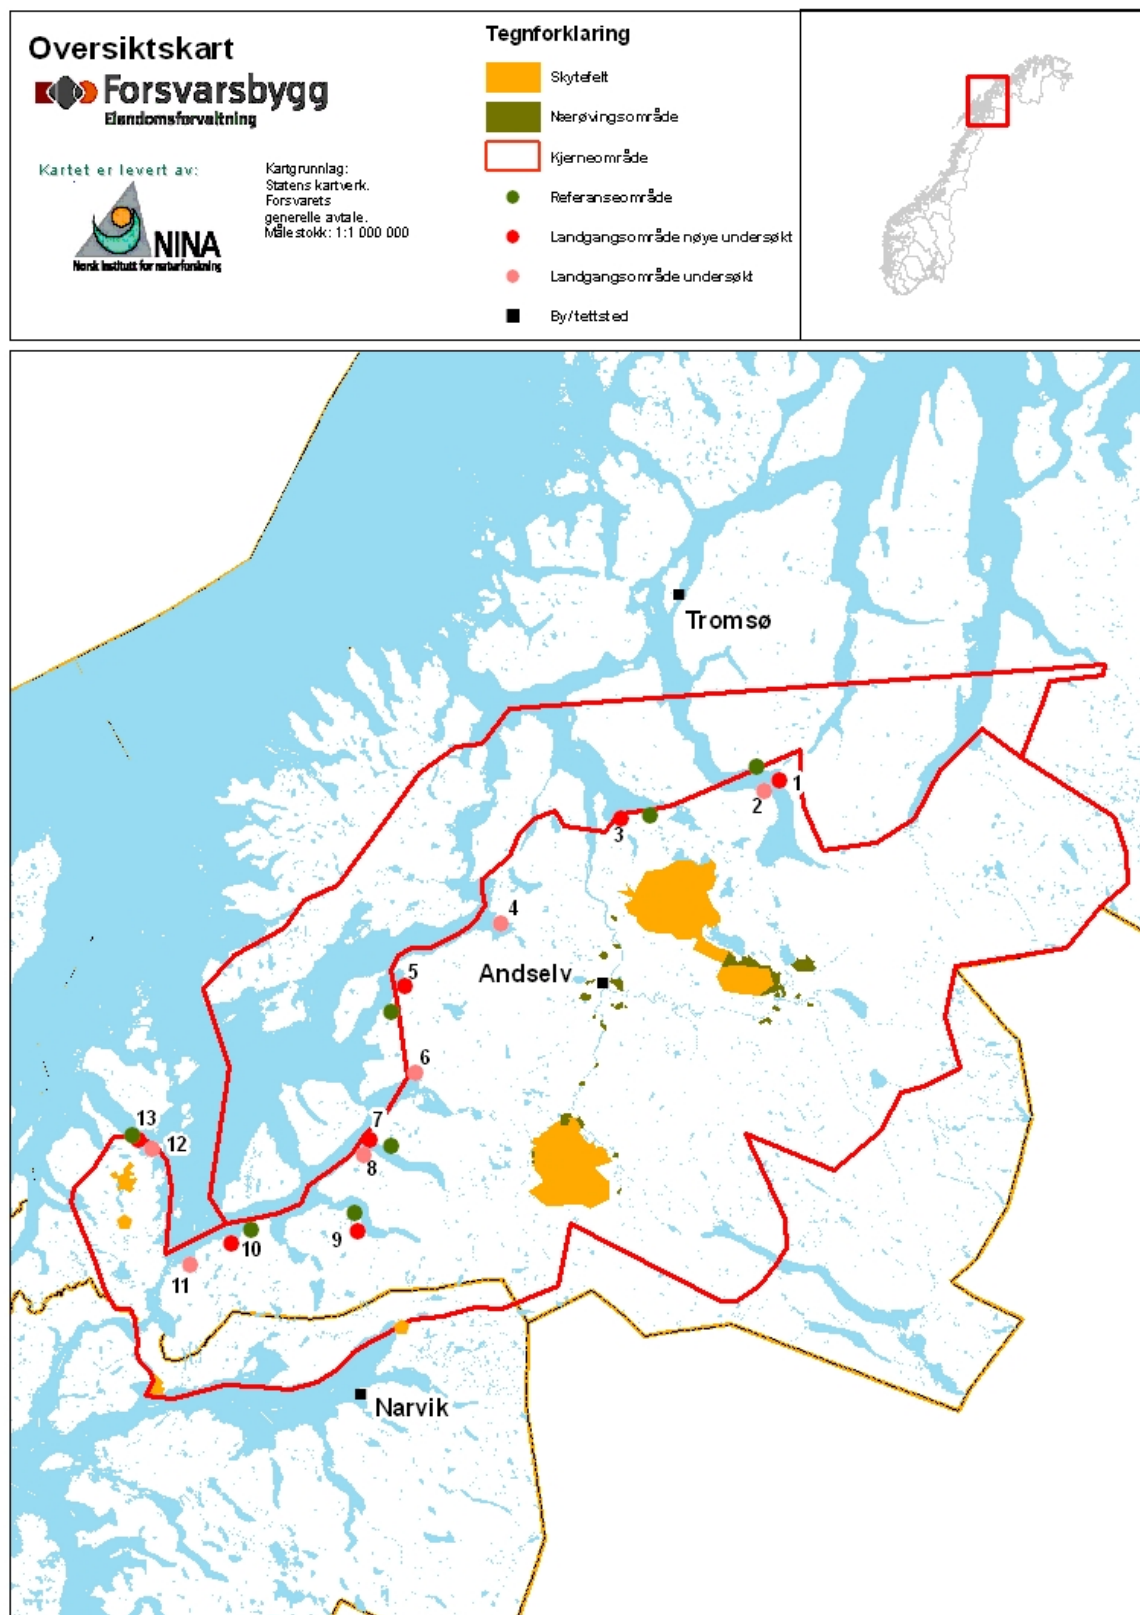 Oversiktskart
Forsvarsbygg
Eiendomsforvaltning
Kartet er levert av:
NINA
Norsk institutt for naturforskning
Kartgrunnlag:
Statens kartverk.
Forsvarets
generelle avtale.
Målestokk: 1:1 000 000
Tegnforklaring
Skytefelt
Nærøvingsområde
Kjerneområde
Referanseområde
Landgangsområde nøye undersøkt
Landgangsområde undersøkt
By/tettsted
Tromsø
1
2
3
4
Andselv
5
6
7
13
12
8
9
10
11
Narvik